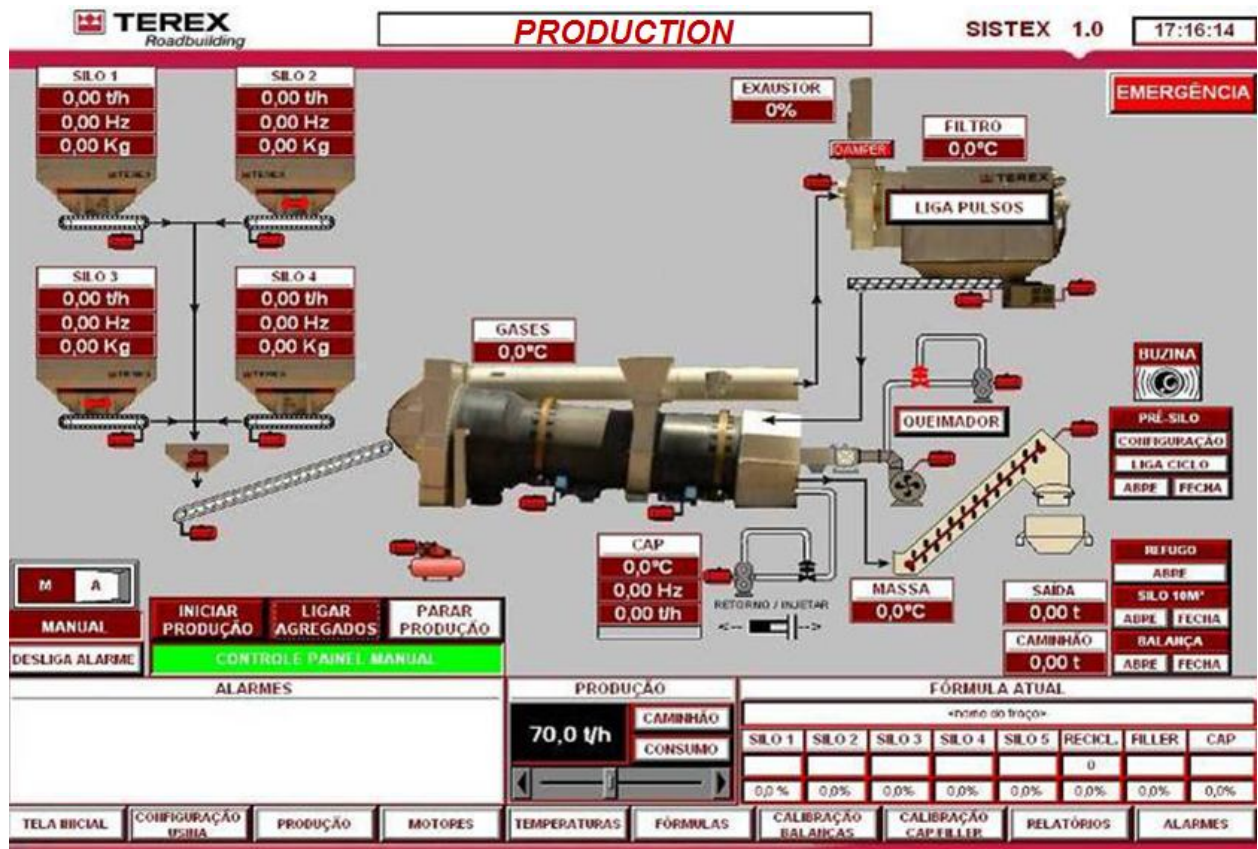 TEREX
Roadbuilding
PRODUCTION
SISTEX 1.0
17:16:14
SILO 1
0,00 t/h
0,00 Hz
0,00 Kg
TEREX
SILO 2
0,00 t/h
0,00 Hz
0,00 Kg
TEREX
EXAUSTOR
0%
DAMPER
FILTRO
0,0°C
TEREX
LIGA PULSOS
EMERGÊNCIA
SILO 3
0,00 t/h
0,00 Hz
0,00 Kg
TEREX
SILO 4
0,00 t/h
0,00 Hz
0,00 Kg
TEREX
GASES
0,0°C
QUEIMADOR
BUZINA
PRÉ-SILO
CONFIGURAÇÃO
LIGA CICLO
ABRE FECHA
CAP
0,0°C
0,00 Hz
0,00 t/h
RETORNO / INJETAR
MASSA
0,0°C
REFUGO
ABRE
SILO 10M³
ABRE FECHA
BALANÇA
ABRE FECHA
SAÍDA
0,00 t
CAMINHÃO
0,00 t
M A
MANUAL
DESLIGA ALARME
INICIAR
PRODUÇÃO
LIGAR
AGREGADOS
PARAR
PRODUÇÃO
CONTROLE PAINEL MANUAL
ALARMES
PRODUÇÃO
70,0 t/h
CAMINHÃO
CONSUMO
FÓRMULA ATUAL
<nome do traço>
SILO 1 SILO 2 SILO 3 SILO 4 SILO 5 RECICL. FILLER CAP
0
0,0 % 0,0% 0,0% 0,0% 0,0% 0,0% 0,0% 0,0%
TELA INICIAL
CONFIGURAÇÃO
USINA
PRODUÇÃO
MOTORES
TEMPERATURAS
FÓRMULAS
CALIBRAÇÃO
BALANÇAS
CALIBRAÇÃO
CAP FILLER
RELATÓRIOS
ALARMES